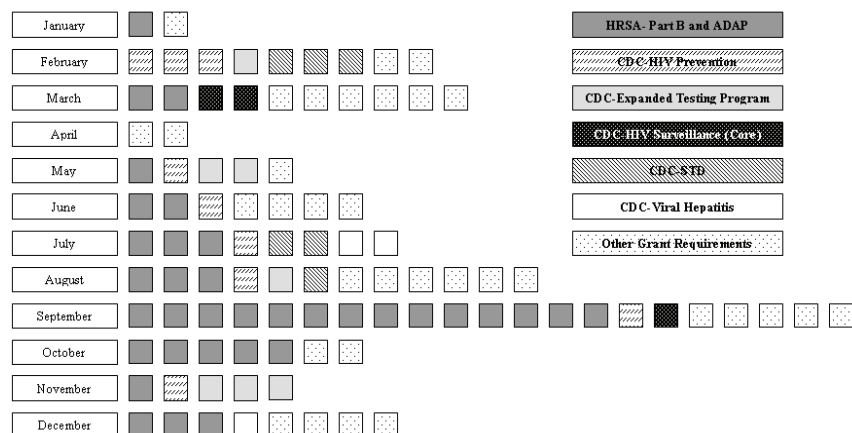 January
February
March
April
May
June
July
August
September
October
November
December
HRSA- Part B and ADAP
CDC-HIV Prevention
CDC-Expanded Testing Program
CDC-HIV Surveillance (Core)
CDC-STD
CDC- Viral Hepatitis
Other Grant Requirements